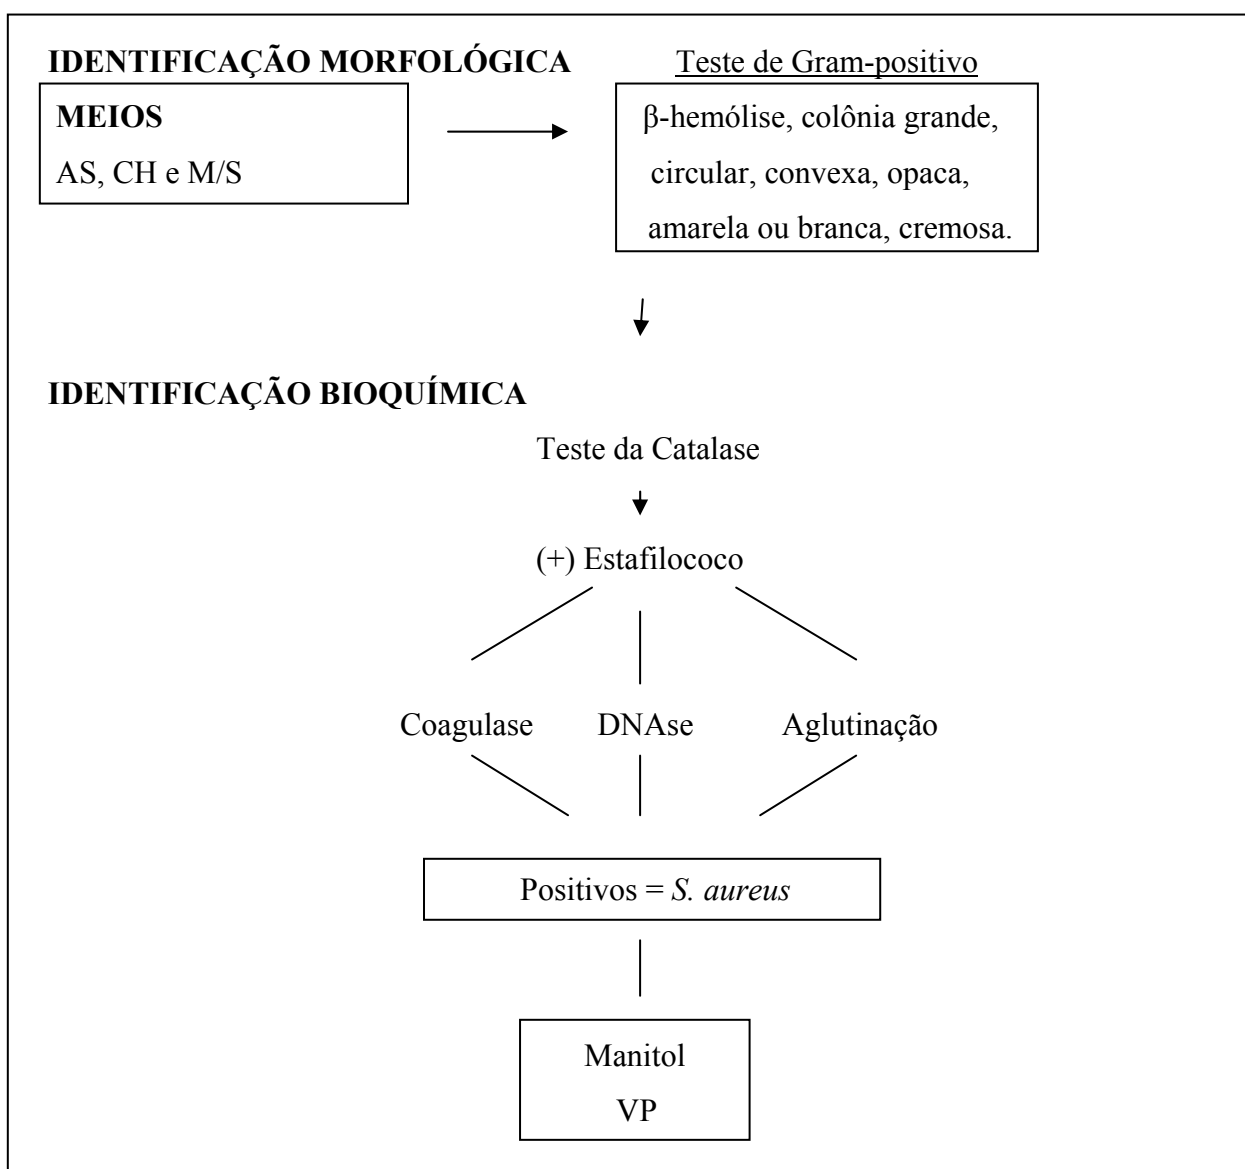 IDENTIFICAÇÃO MORFOLÓGICA
Teste de Gram-positivo
MEIOS
AS, CH e M/S
β-hemólise, colônia grande,
circular, convexa, opaca,
amarela ou branca, cremosa.
IDENTIFICAÇÃO BIOQUÍMICA
Teste da Catalase
(+) Estafilococo
Coagulase
DNAse
Aglutinação
Positivos = S. aureus
Manitol
VP